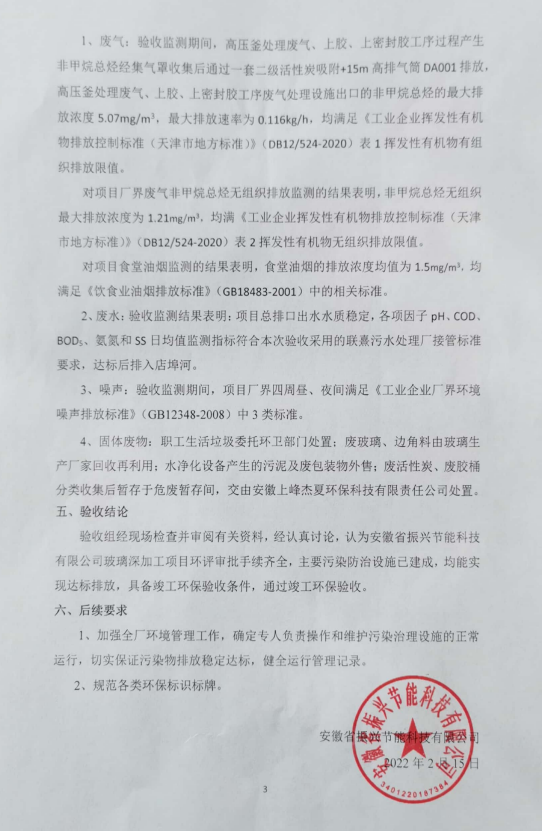 1、废气：验收监测期间，高压釜处理废气、上胶、上密封胶工序过程产生
非甲烷总烃经集气罩收集后通过一套二级活性炭吸附+15m高排气筒DA001排放，
高压釜处理废气、上胶、上密封胶工序废气处理设施出口的非甲烷总烃的最大排
放浓度5.07mg/m³，最大排放速率为0.116kg/h，均满足《工业企业挥发性有机
物排放控制标准（天津市地方标准）》（DB12/524-2020）表1挥发性有机物有组
织排放限值。
对项目厂界废气非甲烷总烃无组织排放监测的结果表明，非甲烷总烃无组织
最大排放浓度为1.21mg/m³，均满《工业企业挥发性有机物排放控制标准（天津
市地方标准）》（DB12/524-2020）表2挥发性有机物无组织排放限值。
对项目食堂油烟监测的结果表明，食堂油烟的排放浓度均值为1.5mg/m³，均
满足《饮食业油烟排放标准》（GB18483-2001）中的相关标准。
2、废水：验收监测结果表明：项目总排口出水水质稳定，各项因子pH、COD、
BOD₅、氨氮和SS日均值监测指标符合本次验收采用的联熹污水处理厂接管标准
要求，达标后排入店埠河。
3、噪声：验收监测期间，项目厂界四周昼、夜间满足《工业企业厂界环境
噪声排放标准》（GB12348-2008）中3类标准。
4、固体废物：职工生活垃圾委托环卫部门处置；废玻璃、边角料由玻璃生
产厂家回收再利用；水净化设备产生的污泥及废包装物外售；废活性炭、废胶桶
分类收集后暂存于危废暂存间，交由安徽上峰杰夏环保科技有限责任公司处置。
五、验收结论
验收组经现场检查并审阅有关资料，经认真讨论，认为安徽省振兴节能科技
有限公司玻璃深加工项目环评审批手续齐全，主要污染防治设施已建成，均能实
现达标排放，具备竣工环保验收条件，通过竣工环保验收。
六、后续要求
1、加强全厂环境管理工作，确定专人负责操作和维护污染治理设施的正常
运行，切实保证污染物排放稳定达标，健全运行管理记录。
2、规范各类环保标识标牌。
安徽省振兴节能科技有限公司
2022年2月15日
安徽省振兴节能科技有限公司
3401220187384
3